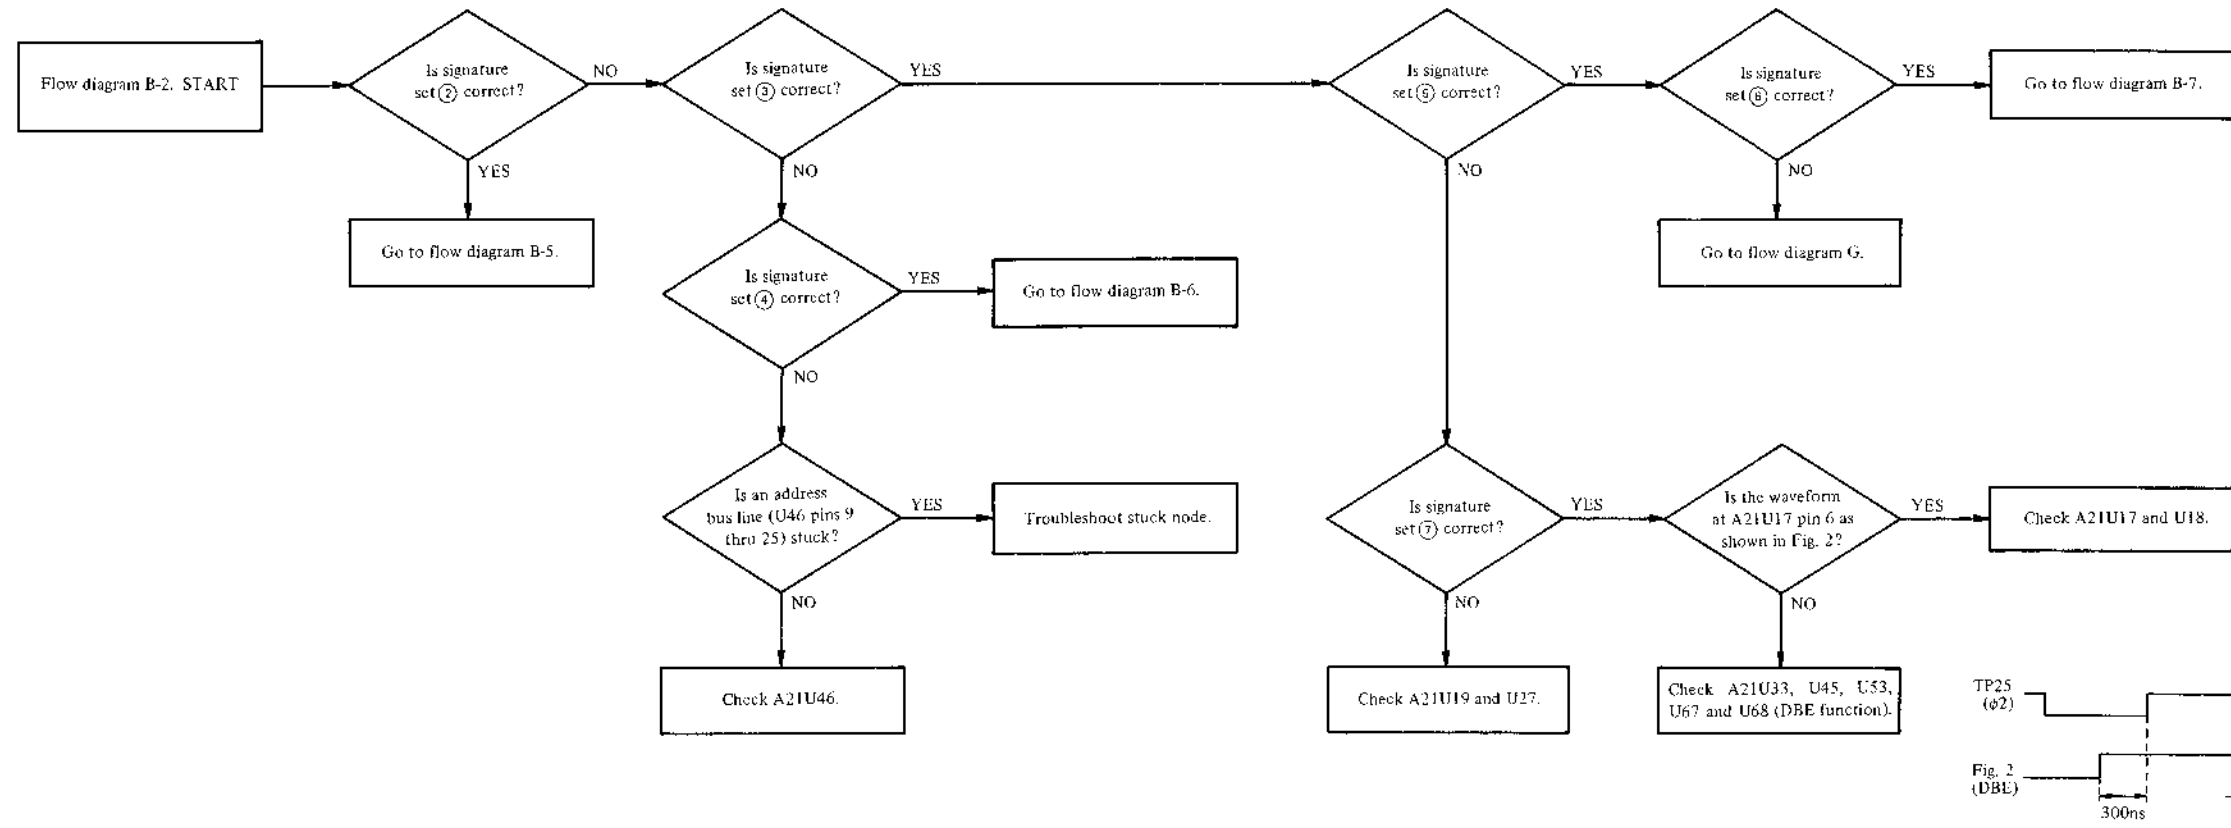 Flow diagram B-2. START
Is signature
set ② correct?
NO
YES
Go to flow diagram B-5.
Is signature
set ③ correct?
YES
NO
Is signature
set ④ correct?
YES
Go to flow diagram B-6.
NO
Is an address
bus line (U46 pins 9
thru 25) stuck?
YES
Troubleshoot stuck node.
NO
Check A21U46.
Is signature
set ⑤ correct?
YES
NO
Is signature
set ⑥ correct?
YES
Go to flow diagram B-7.
NO
Go to flow diagram G.
Is signature
set ⑦ correct?
YES
NO
Check A21U19 and U27.
Is the waveform
at A21U17 pin 6 as
shown in Fig. 2?
YES
Check A21U17 and U18.
NO
Check A21U33, U45, U53,
U67 and U68 (DBE function).
TP25
(ϕ2)
Fig. 2
(DBE)
300ns